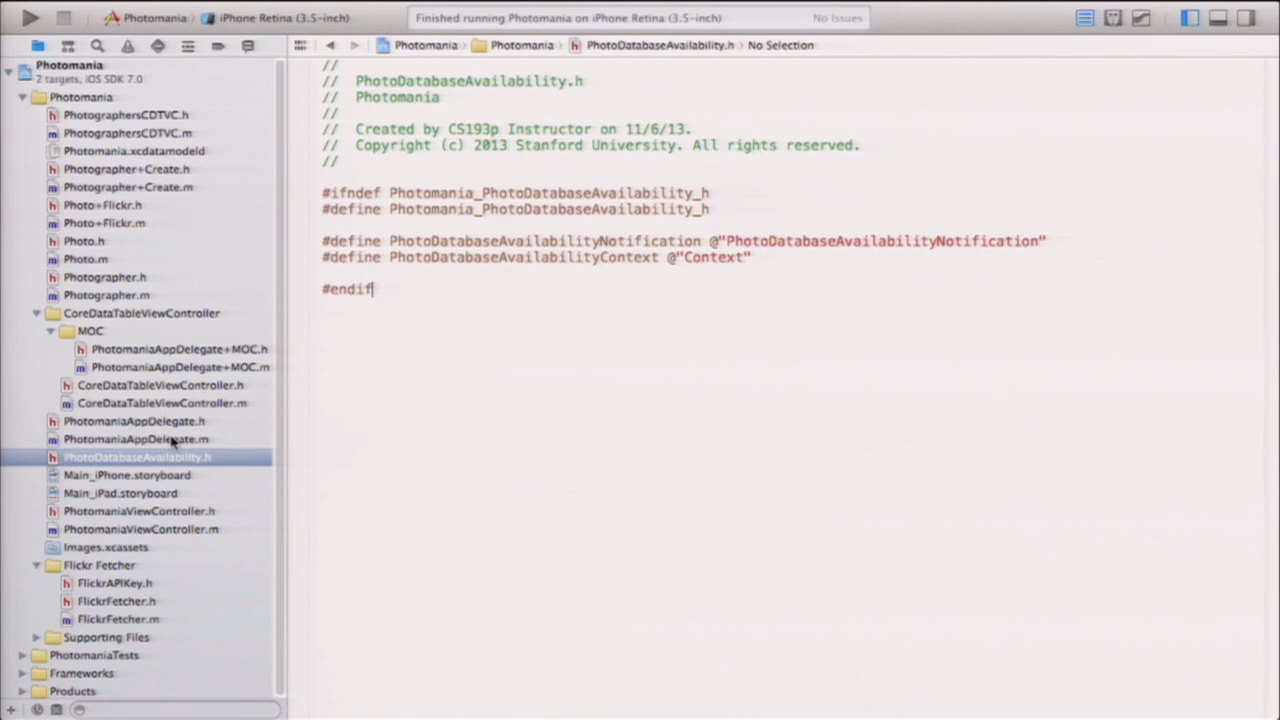 Photomania
iPhone Retina (3.5-inch)
Finished running Photomania on iPhone Retina (3.5-inch)
No Issues
Photomania
Photomania
PhotoDatabaseAvailability.h
No Selection
Photomania
2 targets, iOS SDK 7.0
Photomania
PhotographersCDTVC.h
PhotographersCDTVC.m
Photomania.xcdatamodeld
Photographer+Create.h
Photographer+Create.m
Photo+Flickr.h
Photo+Flickr.m
Photo.h
Photo.m
Photographer.h
Photographer.m
CoreDataTableViewController
MOC
PhotomaniaAppDelegate+MOC.h
PhotomaniaAppDelegate+MOC.m
CoreDataTableViewController.h
CoreDataTableViewController.m
PhotomaniaAppDelegate.h
PhotomaniaAppDelegate.m
PhotoDatabaseAvailability.h
Main_iPhone.storyboard
Main_iPad.storyboard
PhotomaniaViewController.h
PhotomaniaViewController.m
Images.xcassets
Flickr Fetcher
FlickrAPIKey.h
FlickrFetcher.h
FlickrFetcher.m
Supporting Files
PhotomaniaTests
Frameworks
Products
//
// PhotoDatabaseAvailability.h
// Photomania
//
// Created by CS193p Instructor on 11/6/13.
// Copyright (c) 2013 Stanford University. All rights reserved.
//
#ifndef Photomania_PhotoDatabaseAvailability_h
#define Photomania_PhotoDatabaseAvailability_h
#define PhotoDatabaseAvailabilityNotification @"PhotoDatabaseAvailabilityNotification"
#define PhotoDatabaseAvailabilityContext @"Context"
#endif